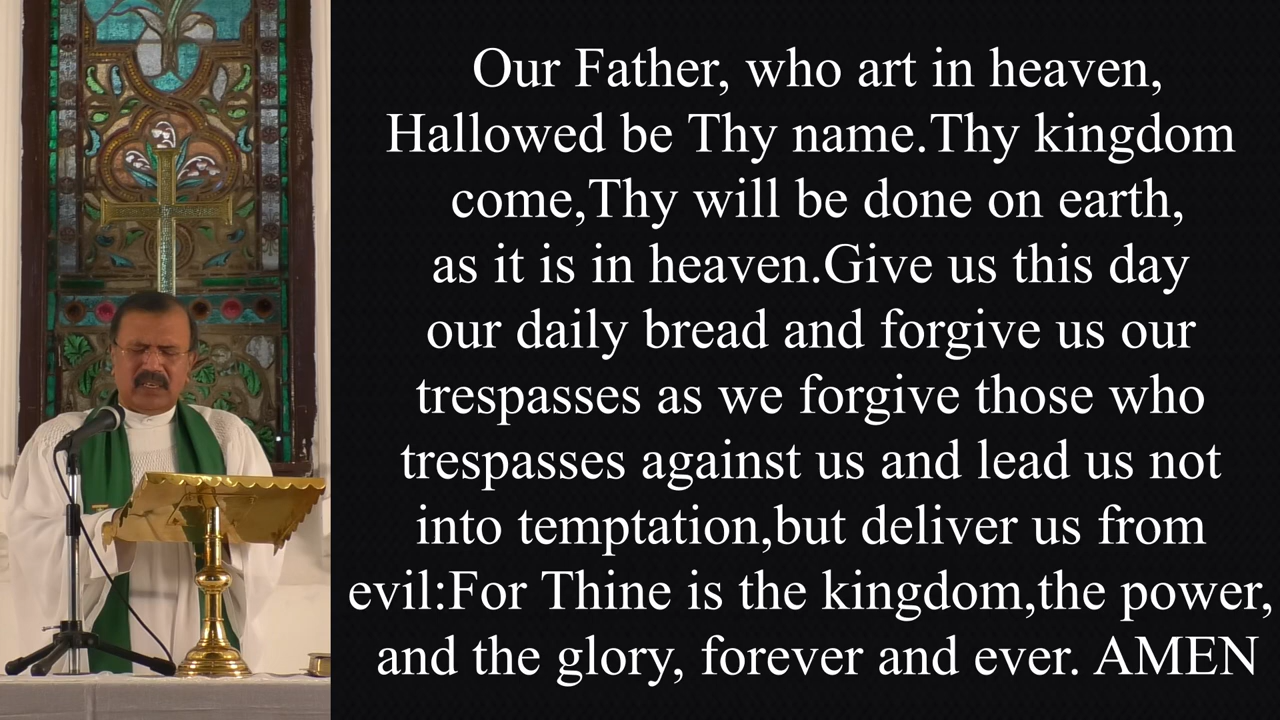 Our Father, who art in heaven,
Hallowed be Thy name.Thy kingdom
come,Thy will be done on earth,
as it is in heaven.Give us this day
our daily bread and forgive us our
trespasses as we forgive those who
trespasses against us and lead us not
into temptation,but deliver us from
evil:For Thine is the kingdom,the power,
and the glory, forever and ever. AMEN